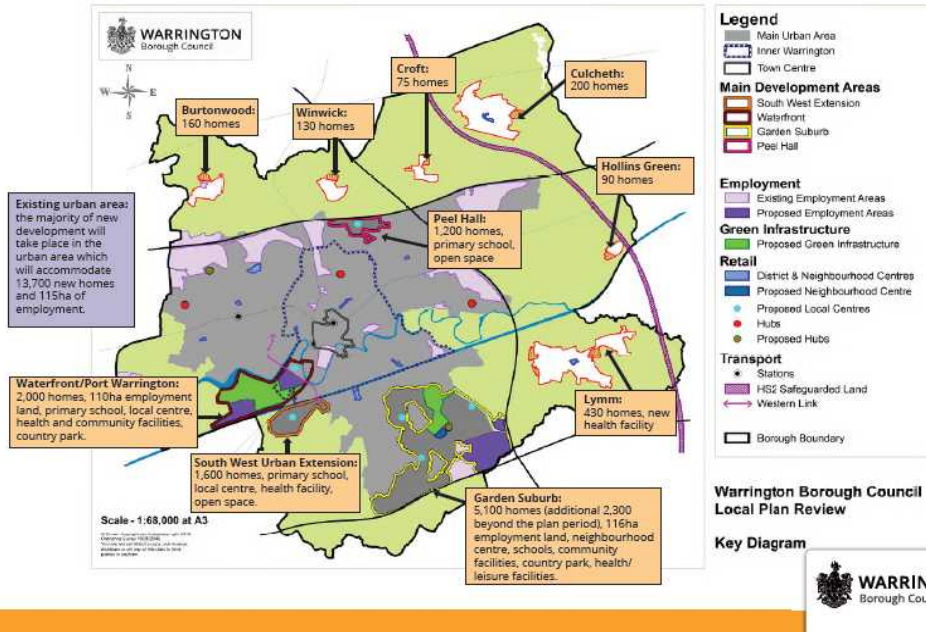 WARRINGTON
Borough Council
N
W
E
S
Burtonwood:
160 homes
Winwick:
130 homes
Croft:
75 homes
Culcheth:
200 homes
Hollins Green:
90 homes
Existing urban area:
the majority of new
development will
take place in the
urban area which
will accommodate
13,700 new homes
and 115ha of
employment.
Peel Hall:
1,200 homes,
primary school,
open space
Waterfront/Port Warrington:
2,000 homes, 110ha employment
land, primary school, local centre,
health and community facilities,
country park.
Lymm:
430 homes, new
health facility
South West Urban Extension:
1,600 homes, primary school,
local centre, health facility,
open space.
Garden Suburb:
5,100 homes (additional 2,300
beyond the plan period), 116ha
employment land, neighbourhood
centre, schools, community
facilities, country park, health/
leisure facilities.
Scale - 1:68,000 at A3
Legend
Main Urban Area
Inner Warrington
Town Centre
Main Development Areas
South West Extension
Waterfront
Garden Suburb
Peel Hall
Employment
Existing Employment Areas
Proposed Employment Areas
Green Infrastructure
Proposed Green Infrastructure
Retail
District & Neighbourhood Centres
Proposed Neighbourhood Centre
Proposed Local Centres
Hubs
Proposed Hubs
Transport
Stations
HS2 Safeguarded Land
Western Link
Borough Boundary
Warrington Borough Council
Local Plan Review
Key Diagram
WARRIN
Borough Cou